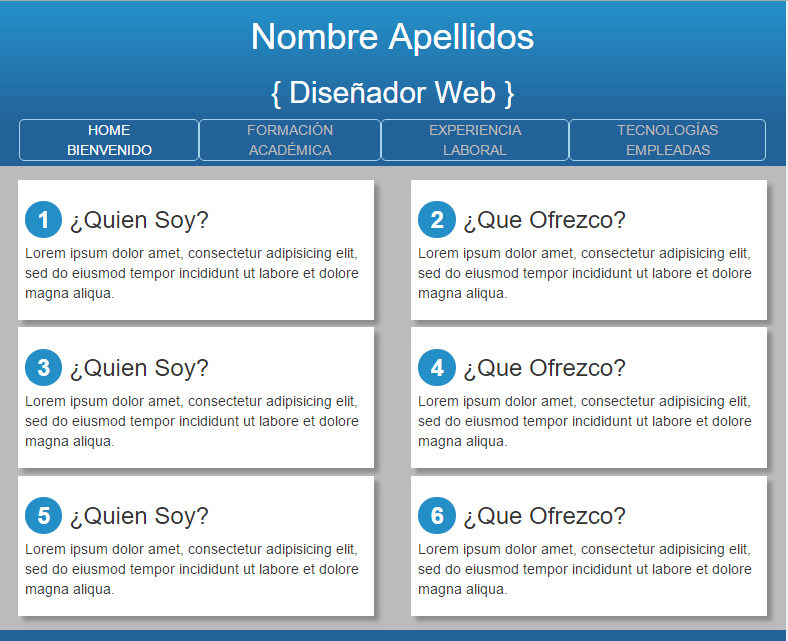 Nombre Apellidos
{ Diseñador Web }
HOME
BIENVENIDO
FORMACIÓN
ACADÉMICA
EXPERIENCIA
LABORAL
TECNOLOGÍAS
EMPLEADAS
1 ¿Quien Soy?
Lorem ipsum dolor amet, consectetur adipisicing elit,
sed do eiusmod tempor incididunt ut labore et dolore
magna aliqua.
2 ¿Que Ofrezco?
Lorem ipsum dolor amet, consectetur adipisicing elit,
sed do eiusmod tempor incididunt ut labore et dolore
magna aliqua.
3 ¿Quien Soy?
Lorem ipsum dolor amet, consectetur adipisicing elit,
sed do eiusmod tempor incididunt ut labore et dolore
magna aliqua.
4 ¿Que Ofrezco?
Lorem ipsum dolor amet, consectetur adipisicing elit,
sed do eiusmod tempor incididunt ut labore et dolore
magna aliqua.
5 ¿Quien Soy?
Lorem ipsum dolor amet, consectetur adipisicing elit,
sed do eiusmod tempor incididunt ut labore et dolore
magna aliqua.
6 ¿Que Ofrezco?
Lorem ipsum dolor amet, consectetur adipisicing elit,
sed do eiusmod tempor incididunt ut labore et dolore
magna aliqua.